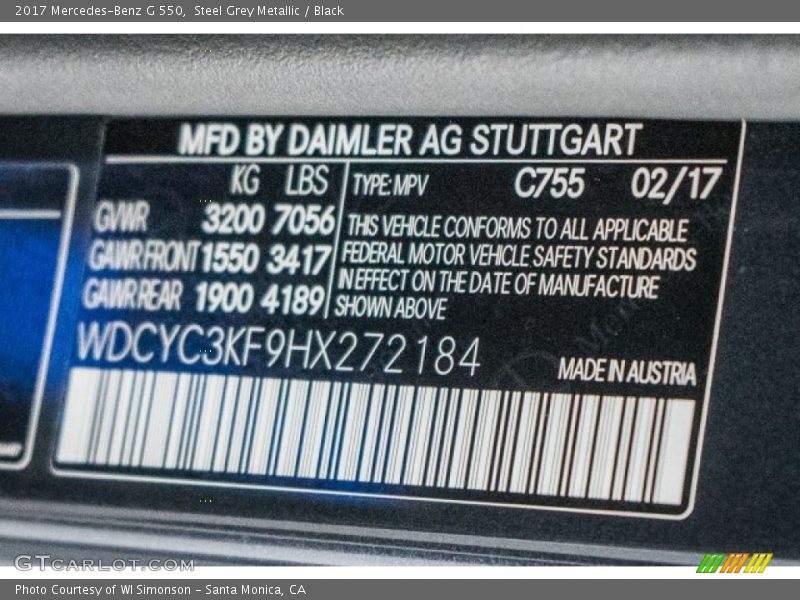 2017 Mercedes-Benz G 550,  Steel Grey Metallic / Black
MFD BY DAIMLER AG STUTTGART
KG LBS
GVWR 3200 7056
GAWR FRONT 1550 3417
GAWR REAR 1900 4189
TYPE: MPV C755 02/17
THIS VEHICLE CONFORMS TO ALL APPLICABLE
FEDERAL MOTOR VEHICLE SAFETY STANDARDS
IN EFFECT ON THE DATE OF MANUFACTURE
SHOWN ABOVE
WDCYC3KF9HX272184
MADE IN AUSTRIA
GTCARLOT.COM
Photo Courtesy of WI Simonson - Santa Monica, CA